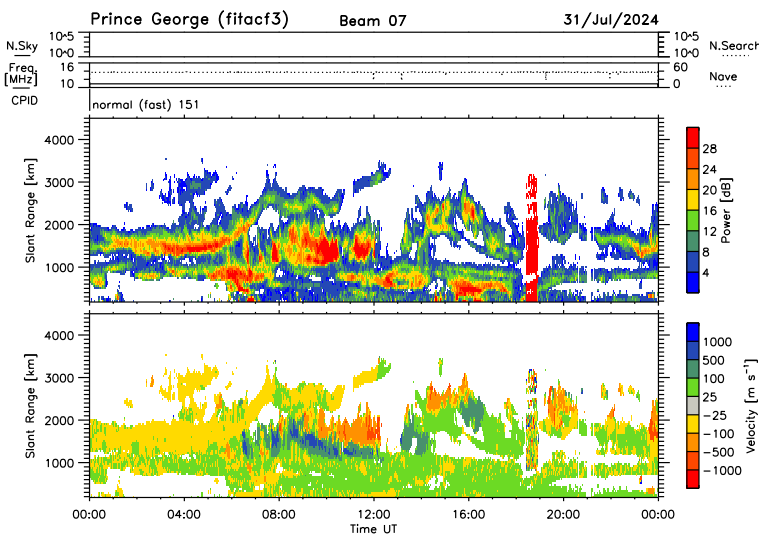 Prince George (fitacf3) Beam 07 31/Jul/2024
N.Sky 10^5 10^0 10^5 10^0 N.Search
Freq. [MHz] 16 10 60 0 Nave
CPID normal (fast) 151
Slant Range [km] 4000 3000 2000 1000
Power [dB] 28 24 20 16 12 8 4
Slant Range [km] 4000 3000 2000 1000
Velocity [m s⁻¹] 1000 500 100 25 −25 −100 −500 −1000
00:00 04:00 08:00 12:00 16:00 20:00 00:00
Time UT